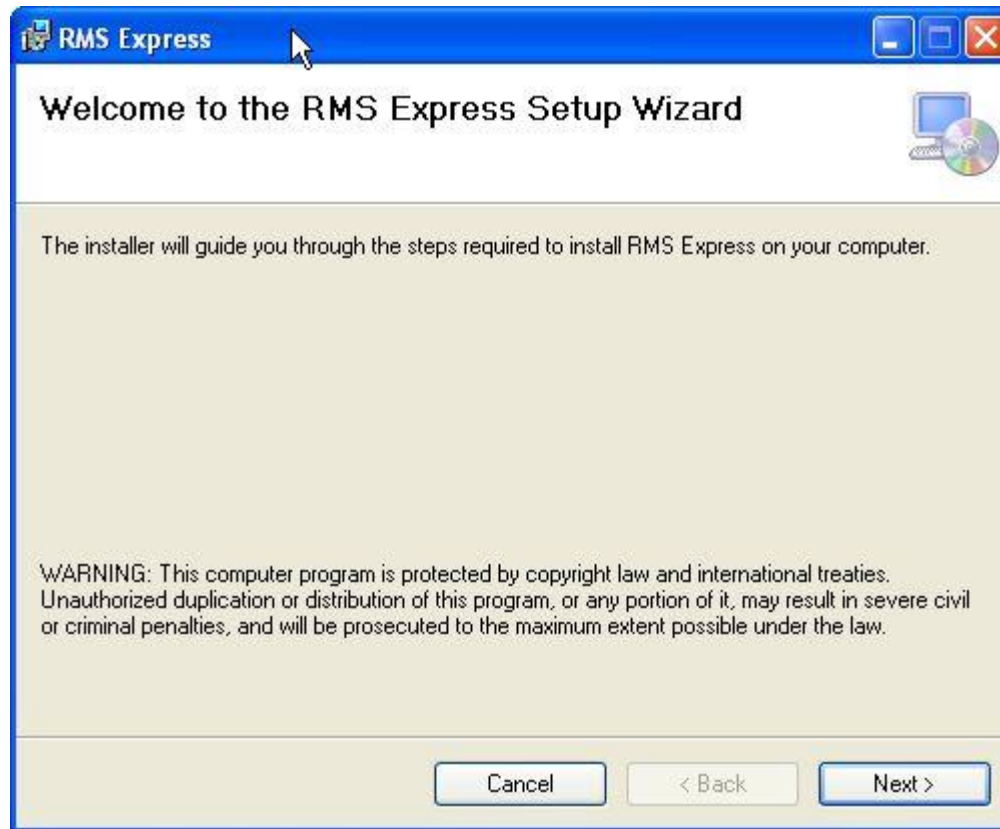 RMS Express
Welcome to the RMS Express Setup Wizard
The installer will guide you through the steps required to install RMS Express on your computer.
WARNING: This computer program is protected by copyright law and international treaties.
Unauthorized duplication or distribution of this program, or any portion of it, may result in severe civil
or criminal penalties, and will be prosecuted to the maximum extent possible under the law.
Cancel < Back Next >